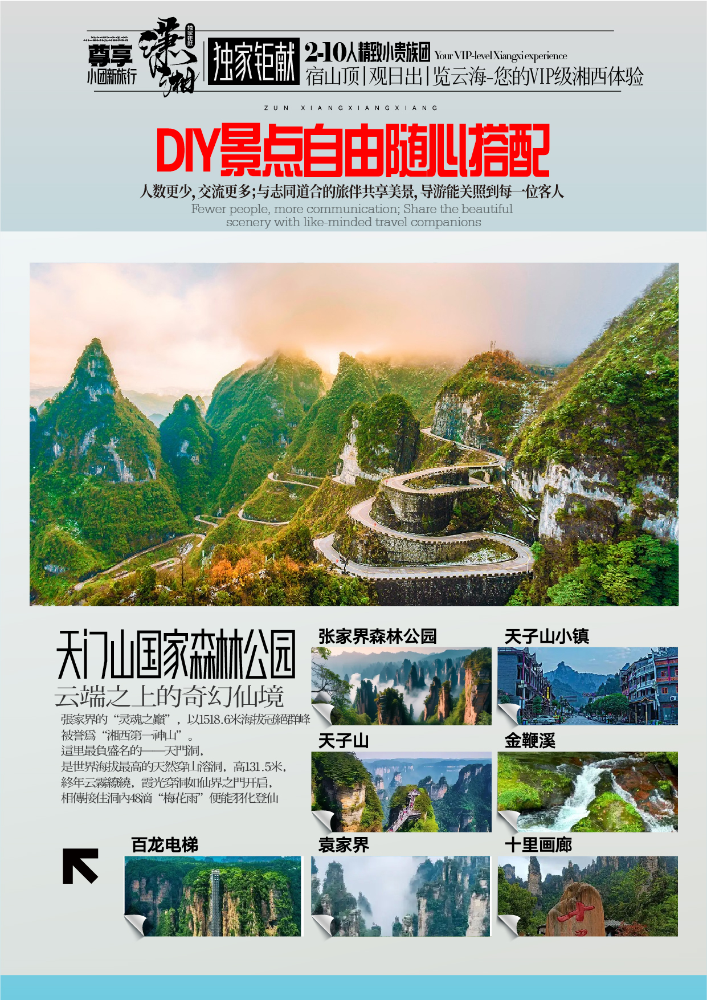 尊享
小团新旅行
潇湘
独家钜献
独家钜献
2-10人精致小贵族团 Your VIP-level Xiangxi experience
宿山顶|观日出|览云海-您的VIP级湘西体验
ZUN XIANGXIANGXIANG
DIY景点自由随心搭配
人数更少,交流更多;与志同道合的旅伴共享美景,导游能关照到每一位客人
Fewer people, more communication; Share the beautiful
scenery with like-minded travel companions
天门山国家森林公园
云端之上的奇幻仙境
張家界的“灵魂之巔”，以1518.6米海拔冠絕群峰
被誉爲“湘西第一神山”。
這里最負盛名的——天門洞，
是世界海拔最高的天然穿山溶洞，高131.5米，
終年云霧繚繞，霞光穿洞如仙界之門开启，
相傳接住洞內48滴“梅花雨”便能羽化登仙
张家界森林公园
天子山小镇
天子山
金鞭溪
百龙电梯
袁家界
十里画廊
十里